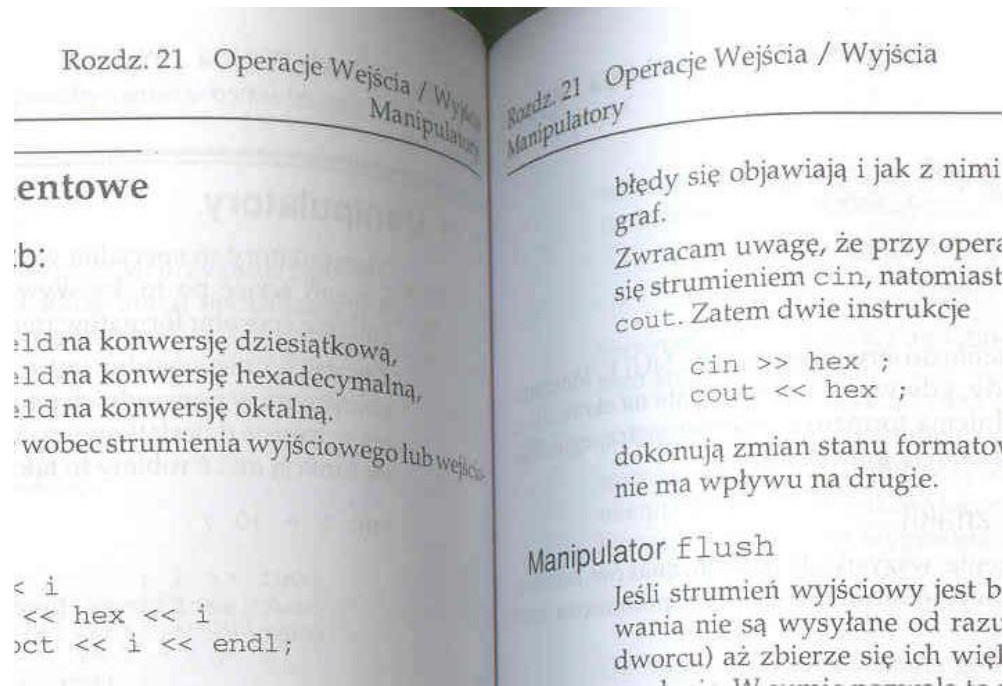 Rozdz. 21 Operacje Wejścia / Wyjścia
Manipulatory
entowe
b:
eld na konwersję dziesiątkową,
eld na konwersję hexadecymalną,
eld na konwersję oktalną.
wobec strumienia wyjściowego lub wejścio-
< i
<< hex << i
oct << i << endl;
Rozdz. 21 Operacje Wejścia / Wyjścia
Manipulatory
błędy się objawiają i jak z nimi
graf.
Zwracam uwagę, że przy opera
się strumieniem cin, natomiast
cout. Zatem dwie instrukcje
cin >> hex ;
cout << hex ;
dokonują zmian stanu formatow
nie ma wpływu na drugie.
Manipulator flush
Jeśli strumień wyjściowy jest b
wania nie są wysyłane od razu
dworcu) aż zbierze się ich więk